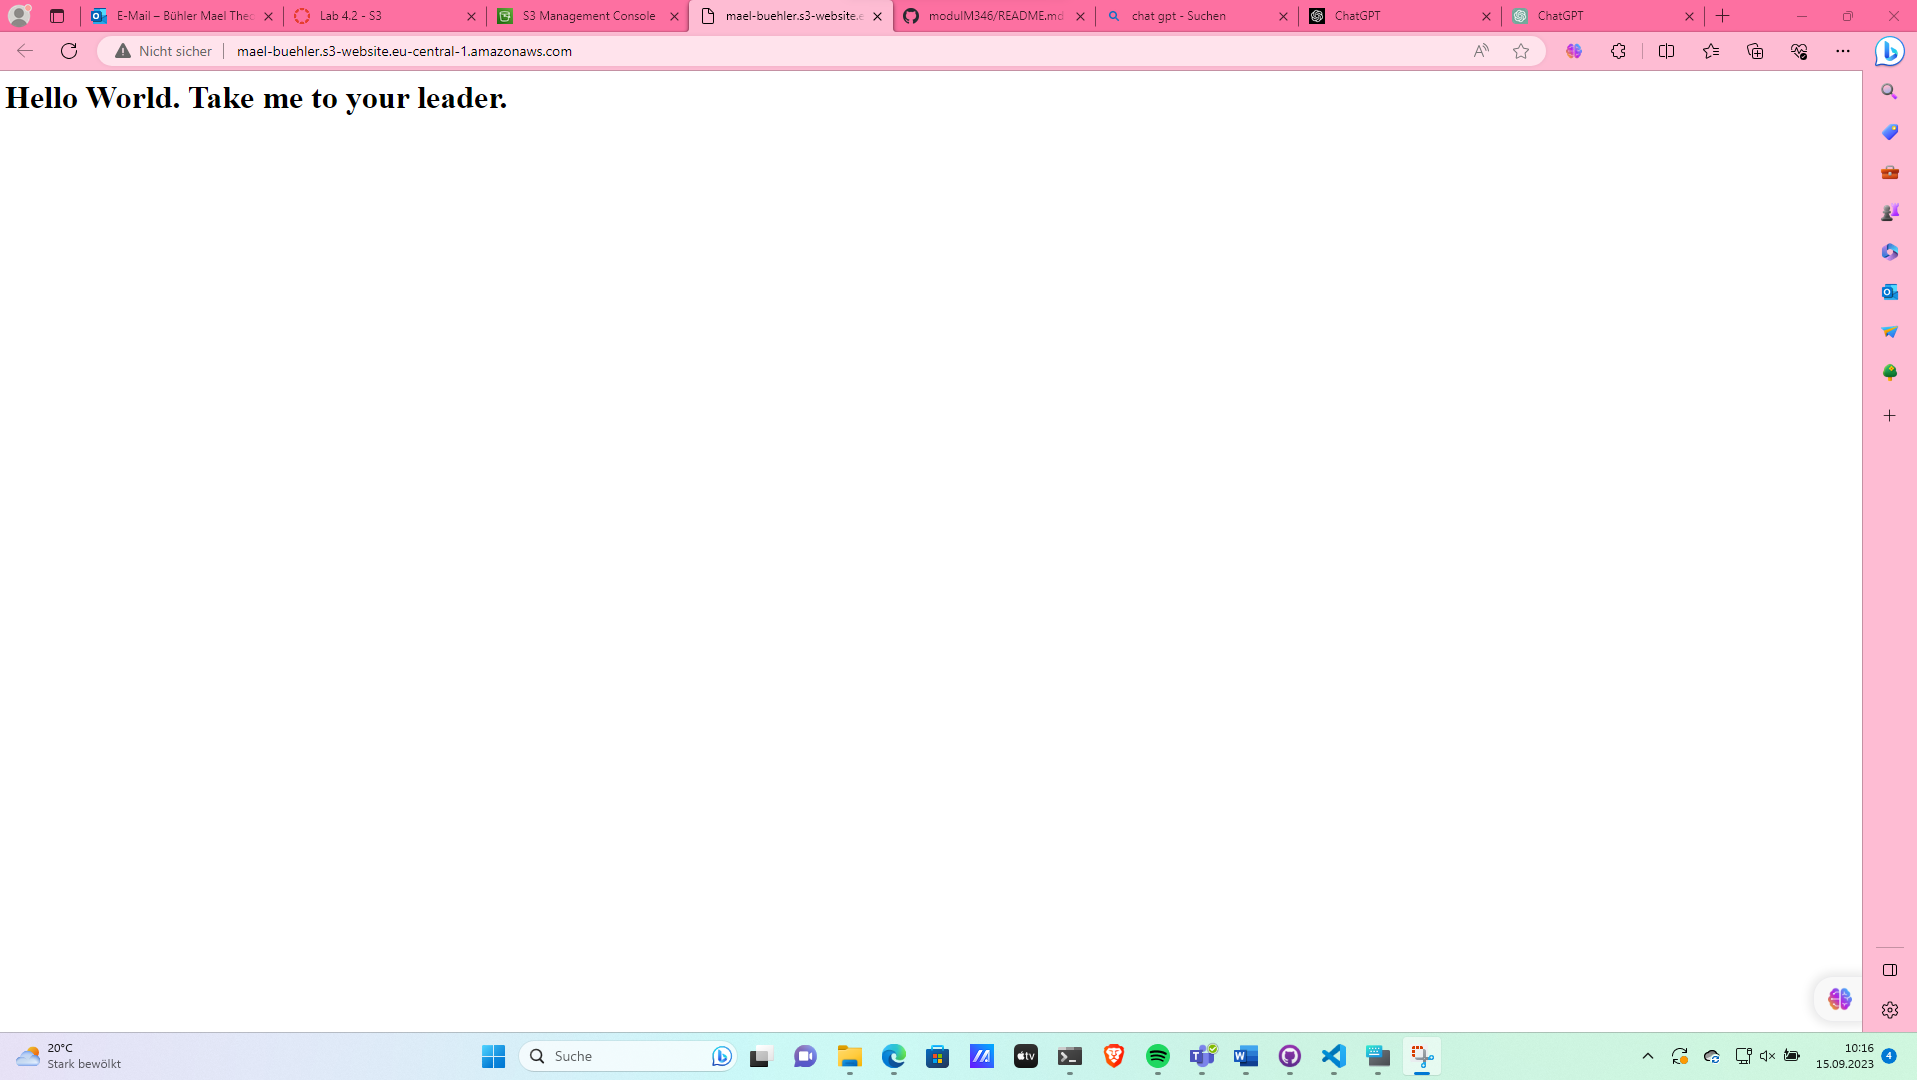 E-Mail – Bühler Mael Theo
Lab 4.2 - S3
S3 Management Console
mael-buehler.s3-website.e
modulM346/README.md
chat gpt - Suchen
ChatGPT
ChatGPT
Nicht sicher
mael-buehler.s3-website.eu-central-1.amazonaws.com
Hello World. Take me to your leader.
20°C
Stark bewölkt
Suche
tv
10:16
15.09.2023
4